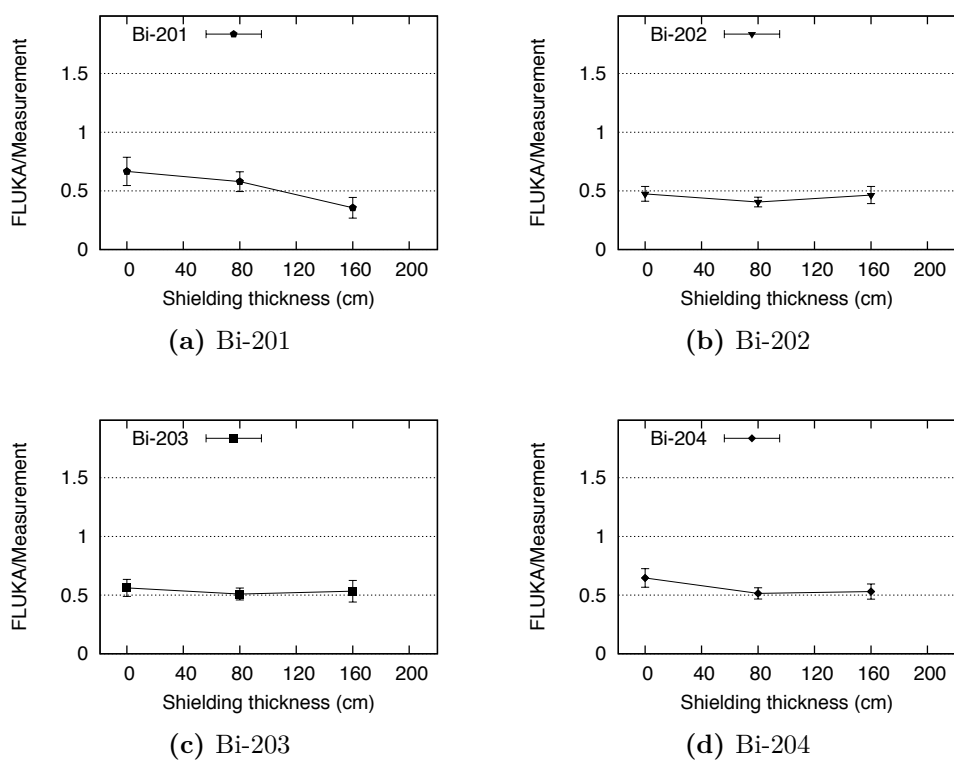 Bi-201
FLUKA/Measurement
1.5
1
0.5
0
0 40 80 120 160 200
Shielding thickness (cm)
(a) Bi-201
Bi-202
FLUKA/Measurement
1.5
1
0.5
0
0 40 80 120 160 200
Shielding thickness (cm)
(b) Bi-202
Bi-203
FLUKA/Measurement
1.5
1
0.5
0
0 40 80 120 160 200
Shielding thickness (cm)
(c) Bi-203
Bi-204
FLUKA/Measurement
1.5
1
0.5
0
0 40 80 120 160 200
Shielding thickness (cm)
(d) Bi-204